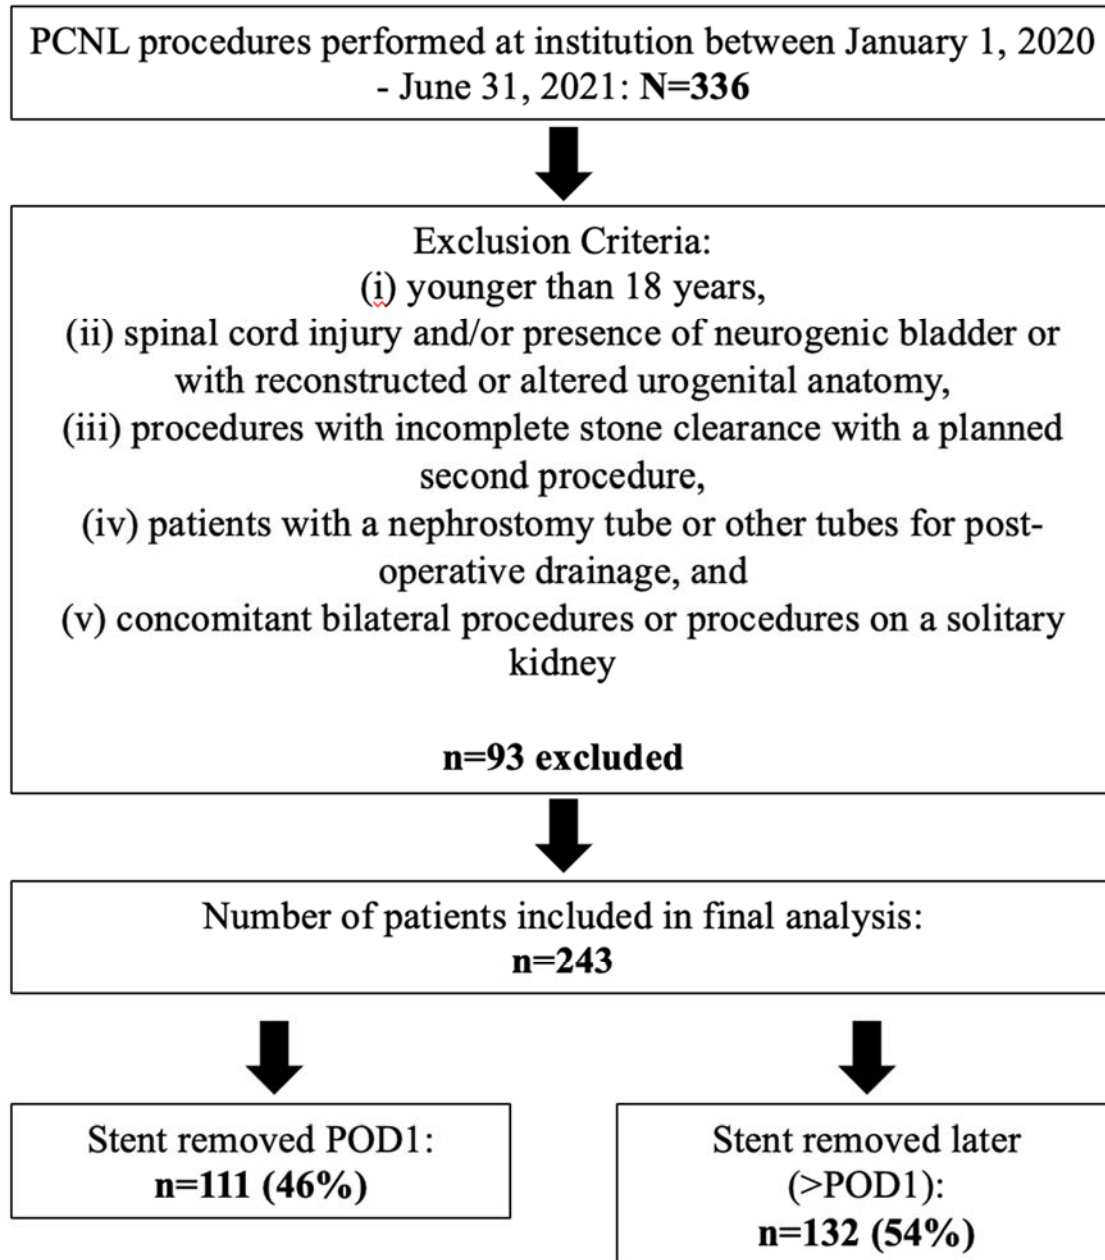 PCNL procedures performed at institution between January 1, 2020
- June 31, 2021: N=336
Exclusion Criteria:
(i) younger than 18 years,
(ii) spinal cord injury and/or presence of neurogenic bladder or
with reconstructed or altered urogenital anatomy,
(iii) procedures with incomplete stone clearance with a planned
second procedure,
(iv) patients with a nephrostomy tube or other tubes for post-
operative drainage, and
(v) concomitant bilateral procedures or procedures on a solitary
kidney
n=93 excluded
Number of patients included in final analysis:
n=243
Stent removed POD1:
n=111 (46%)
Stent removed later
(>POD1):
n=132 (54%)